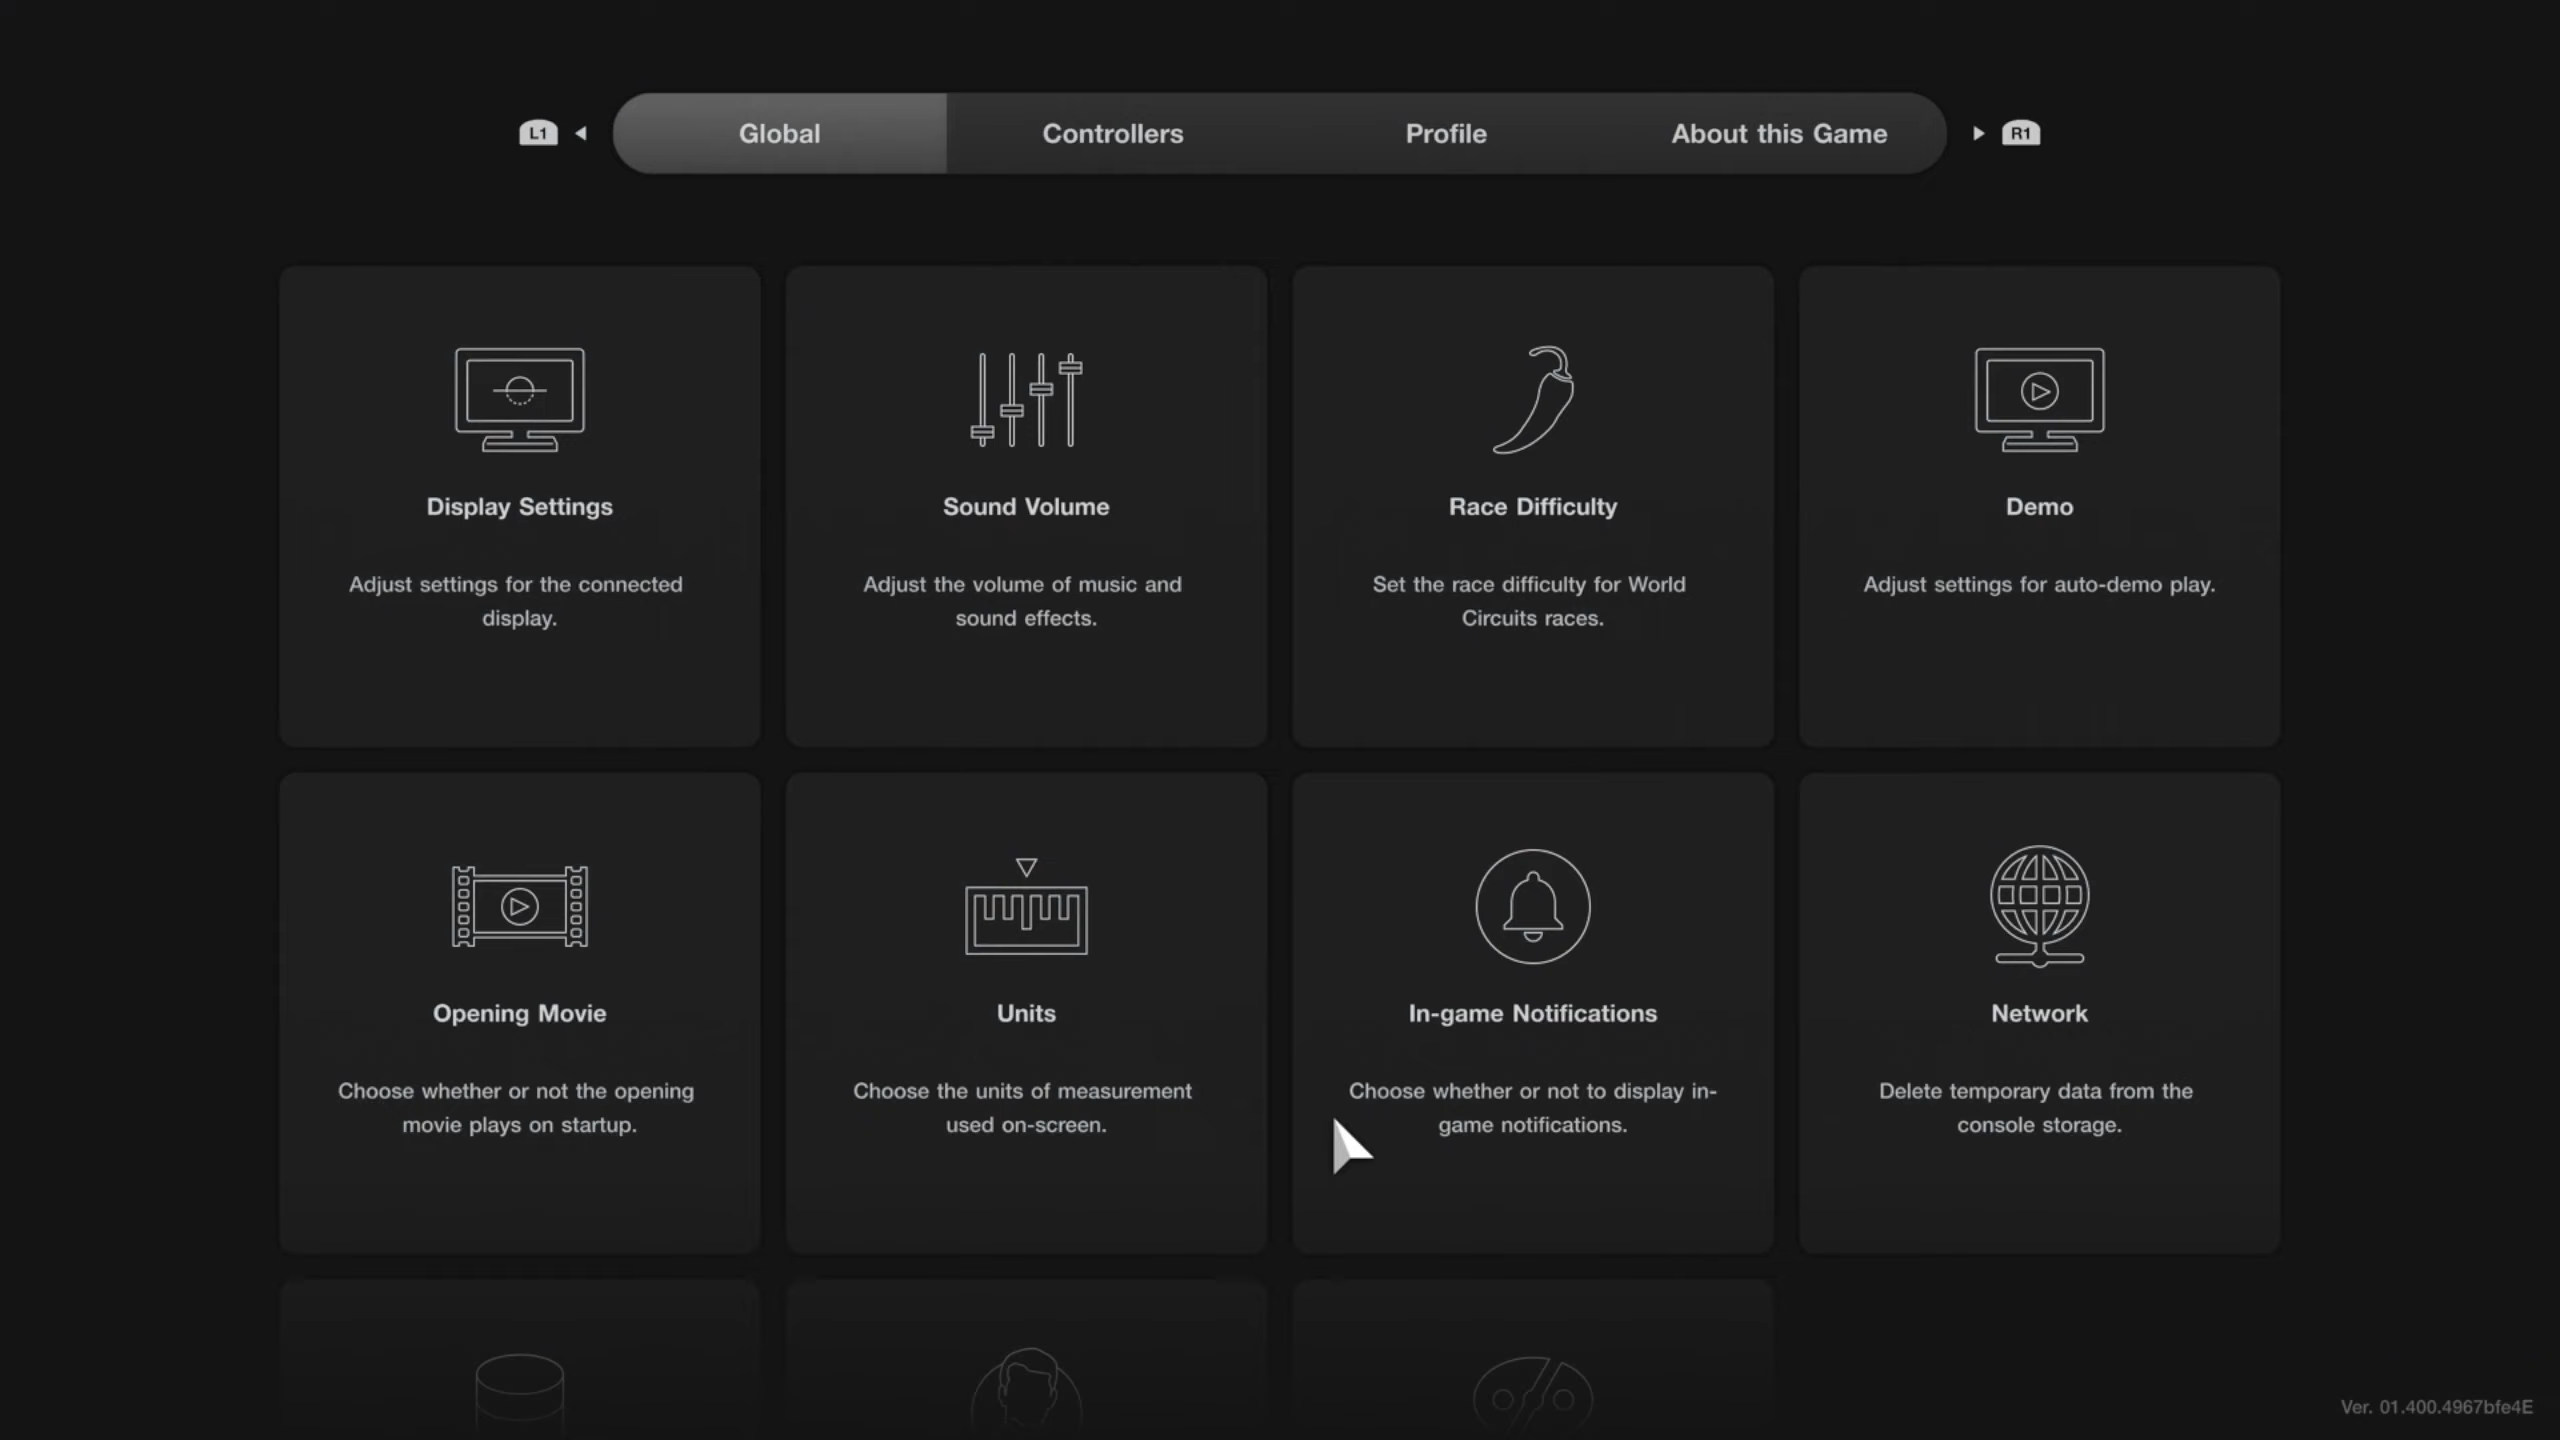 L1 Global Controllers Profile About this Game R1
Display Settings
Adjust settings for the connected
display.
Sound Volume
Adjust the volume of music and
sound effects.
Race Difficulty
Set the race difficulty for World
Circuits races.
Demo
Adjust settings for auto-demo play.
Opening Movie
Choose whether or not the opening
movie plays on startup.
Units
Choose the units of measurement
used on-screen.
In-game Notifications
Choose whether or not to display in-
game notifications.
Network
Delete temporary data from the
console storage.
Ver. 01.400.4967bfe4E